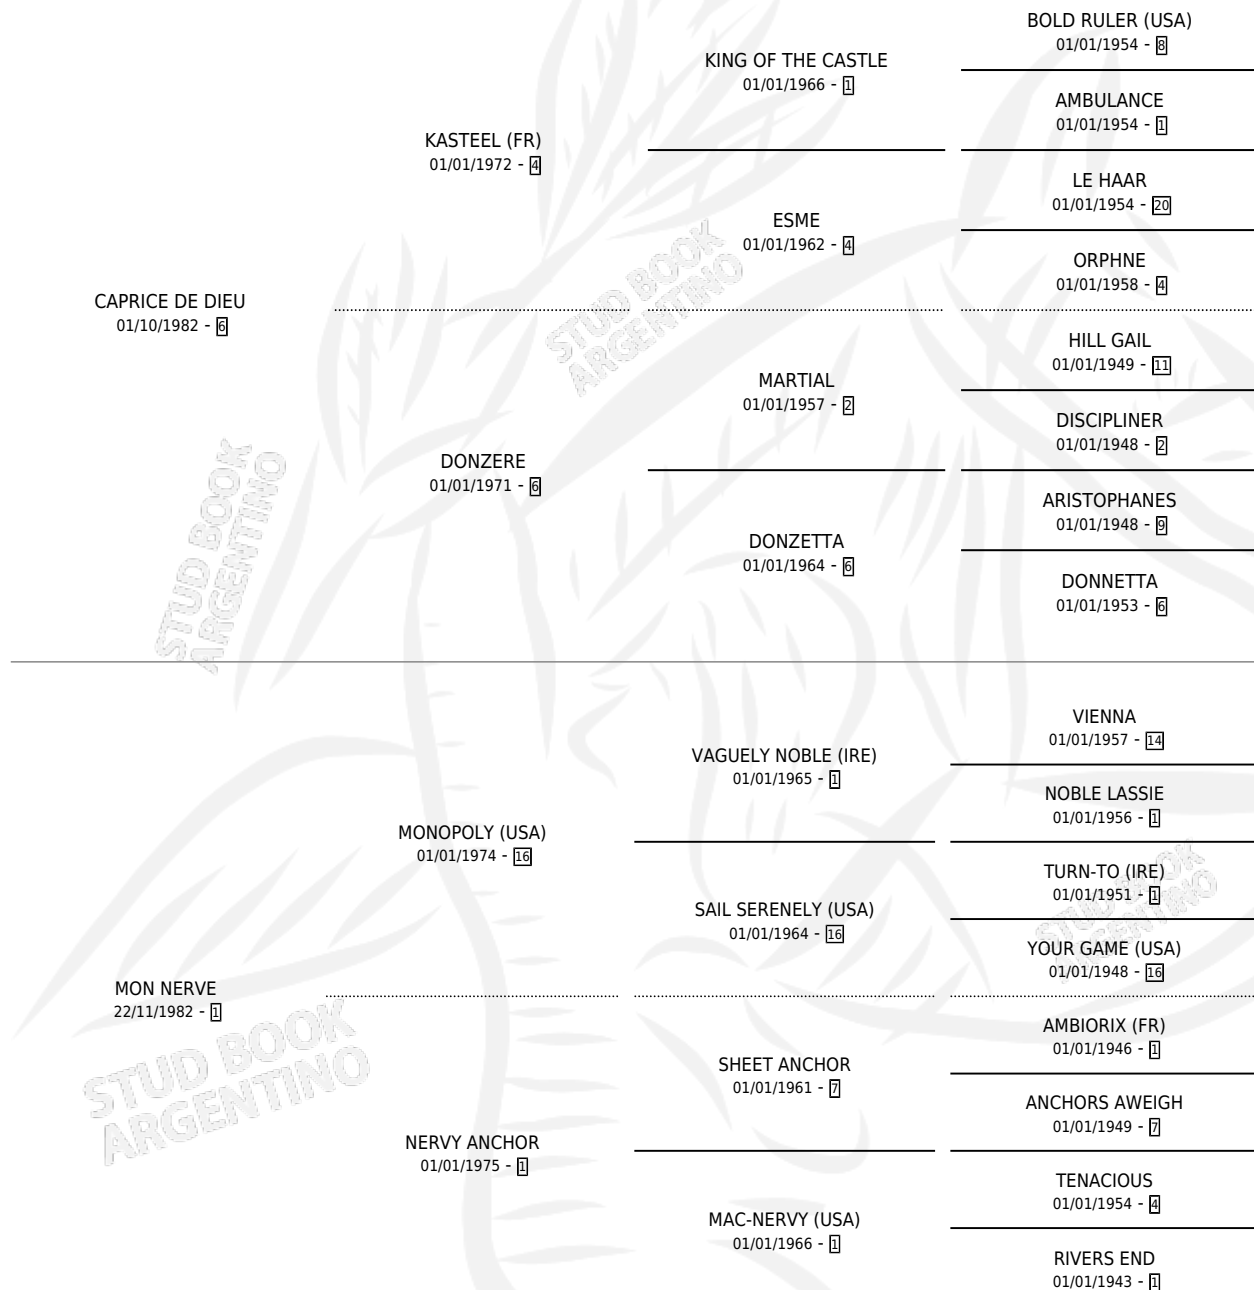 BOLD RULER (USA)
01/01/1954 - 8
KING OF THE CASTLE
01/01/1966 - 1
AMBULANCE
01/01/1954 - 1
KASTEEL (FR)
01/01/1972 - 4
LE HAAR
01/01/1954 - 20
ESME
01/01/1962 - 4
ORPHNE
01/01/1958 - 4
CAPRICE DE DIEU
01/10/1982 - 6
HILL GAIL
01/01/1949 - 11
MARTIAL
01/01/1957 - 2
DISCIPLINER
01/01/1948 - 2
DONZERE
01/01/1971 - 6
ARISTOPHANES
01/01/1948 - 9
DONZETTA
01/01/1964 - 6
DONNETTA
01/01/1953 - 6
VIENNA
01/01/1957 - 14
VAGUELY NOBLE (IRE)
01/01/1965 - 1
NOBLE LASSIE
01/01/1956 - 1
MONOPOLY (USA)
01/01/1974 - 16
TURN-TO (IRE)
01/01/1951 - 1
SAIL SERENELY (USA)
01/01/1964 - 16
YOUR GAME (USA)
01/01/1948 - 16
MON NERVE
22/11/1982 - 1
AMBIORIX (FR)
01/01/1946 - 1
SHEET ANCHOR
01/01/1961 - 7
ANCHORS AWEIGH
01/01/1949 - 7
NERVY ANCHOR
01/01/1975 - 1
TENACIOUS
01/01/1954 - 4
MAC-NERVY (USA)
01/01/1966 - 1
RIVERS END
01/01/1943 - 1
STUD BOOK
ARGENTINO
STUD BOOK
ARGENTINO
STUD BOOK
ARGENTINO
STUD BOOK
ARGENTINO